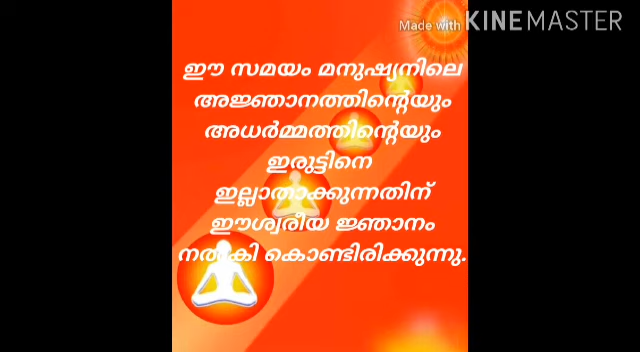 Made with KINEMASTER
ഈ സമയം മനുഷ്യനിലെ
അജ്ഞാനത്തിന്റെയും
അധർമ്മത്തിന്റെയും
ഇരുട്ടിനെ
ഇല്ലാതാക്കുന്നതിന്
ഈശ്വരീയ ജ്ഞാനം
നൽകി കൊണ്ടിരിക്കുന്നു.